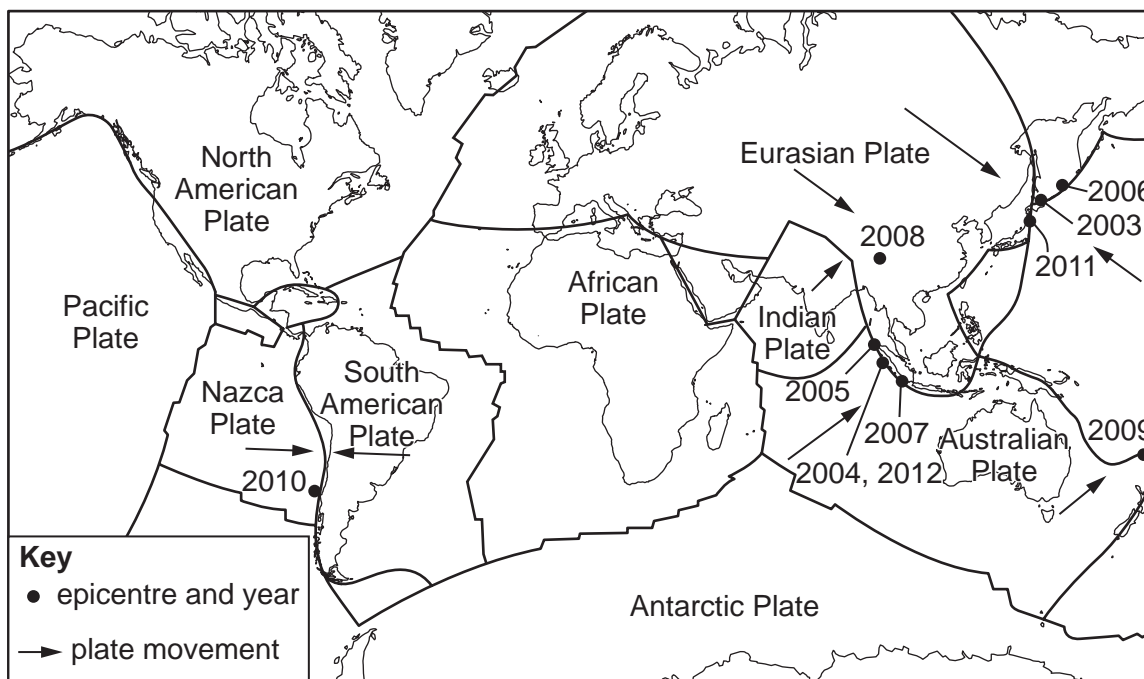 North
American
Plate
Eurasian Plate
2006
2003
2008
2011
Pacific
Plate
African
Plate
Indian
Plate
Nazca
Plate
South
American
Plate
2005
2007
Australian
Plate
2009
2004, 2012
2010
Key
epicentre and year
plate movement
Antarctic Plate